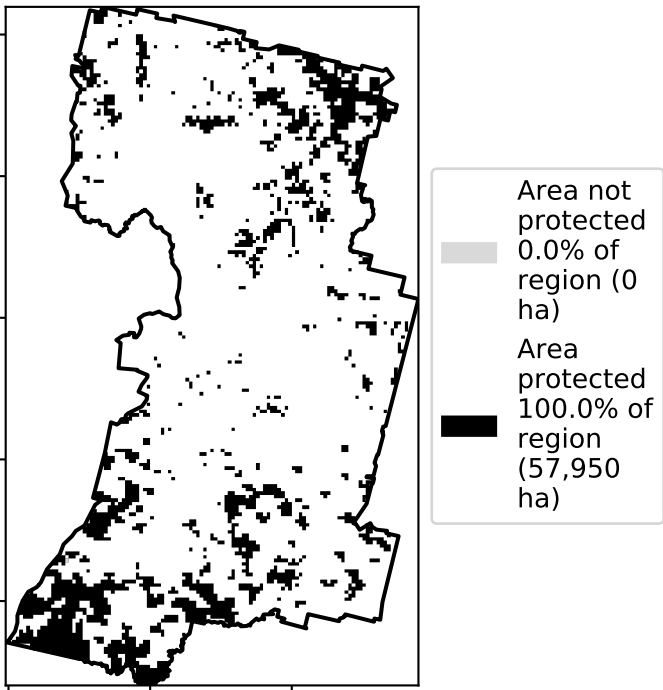 Area not
protected
0.0% of
region (0
ha)
Area
protected
100.0% of
region
(57,950
ha)